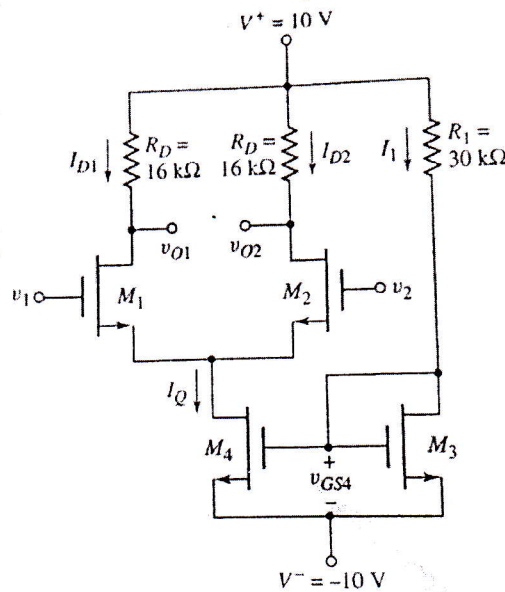 V⁺ = 10 V
I_D1
R_D =
16 kΩ
R_D =
16 kΩ
I_D2
I_1
R_1 =
30 kΩ
v_O1
v_O2
v_1
M_1
M_2
v_2
I_Q
M_4
+
v_GS4
−
M_3
V⁻ = −10 V